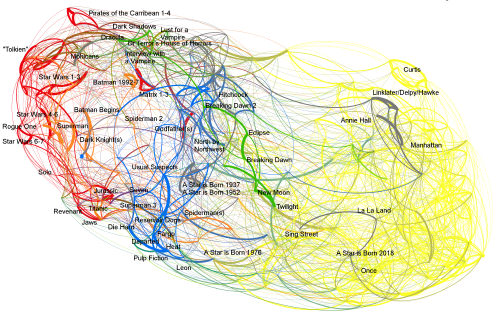 Pirates of the Carribean 1-4
Dark Shadows
Lust for a
Vampire
Dracula
Dr Terror's House of Horrors
"Tolkien"
Interview with
a Vampire
Mohicans
Curtis
Star Wars 1-3
Batman 1992-7
Linklater/Delpy/Hawke
Matrix 1-3
Hitchcock
Breaking Dawn 2
Batman Begins
Star Wars 4-6
Spiderman 2
Annie Hall
Rogue One
Superman
Godfather(s)
Eclipse
Star Wars 6-7
Dark Knight(s)
North by
Northwest
Manhattan
Breaking Dawn
Usual Suspects
Solo
A Star is Born 1937
Jurassic
Seven
A Star is Born 1952
New Moon
Titanic
Superman 3
Twilight
Revenant
Spiderman(s)
La La Land
Jaws
Reservoir Dogs
Die Hard
Fargo
Sing Street
Departed
Heat
A Star is Born 1976
A Star is Born 2018
Pulp Fiction
Leon
Once